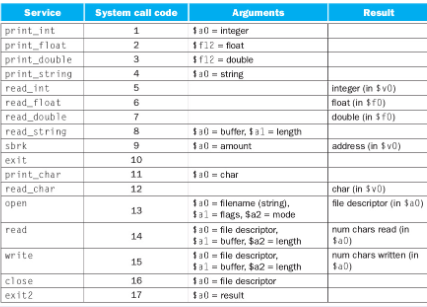 Service System call code Arguments Result
print_int 1 $a0 = integer
print_float 2 $f12 = float
print_double 3 $f12 = double
print_string 4 $a0 = string
read_int 5 integer (in $v0)
read_float 6 float (in $f0)
read_double 7 double (in $f0)
read_string 8 $a0 = buffer, $a1 = length
sbrk 9 $a0 = amount address (in $v0)
exit 10
print_char 11 $a0 = char
read_char 12 char (in $v0)
open 13 $a0 = filename (string), file descriptor (in $a0)
$a1 = flags, $a2 = mode
read 14 $a0 = file descriptor, num chars read (in
$a1 = buffer, $a2 = length $a0)
write 15 $a0 = file descriptor, num chars written (in
$a1 = buffer, $a2 = length $a0)
close 16 $a0 = file descriptor
exit2 17 $a0 = result